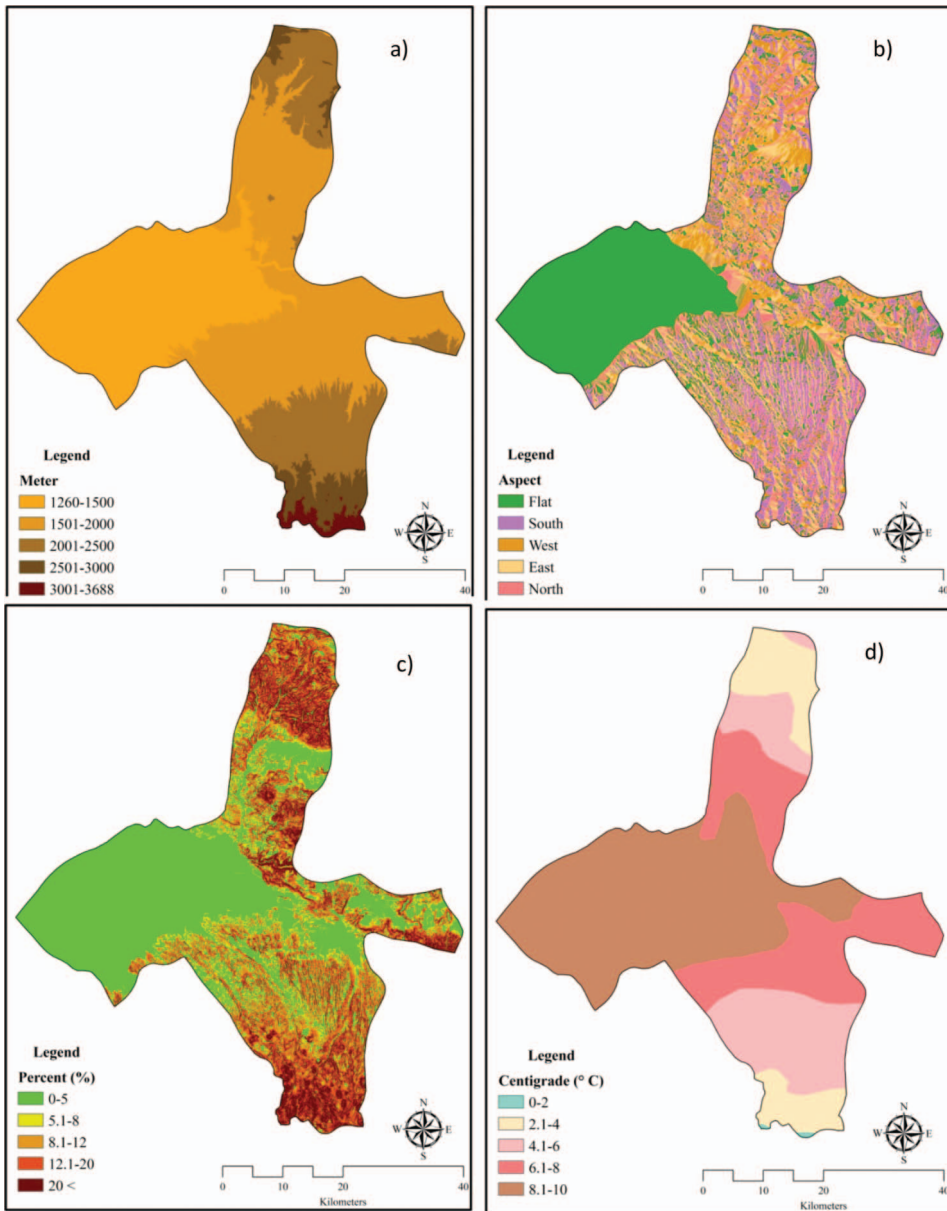 a)
Legend
Meter
1260-1500
1501-2000
2001-2500
2501-3000
3001-3688
N
W E
S
0 10 20 40
b)
Legend
Aspect
Flat
South
West
East
North
N
W E
S
0 10 20 40
c)
Legend
Percent (%)
0-5
5.1-8
8.1-12
12.1-20
20 <
N
W E
S
0 10 20 40
Kilometers
d)
Legend
Centigrade (° C)
0-2
2.1-4
4.1-6
6.1-8
8.1-10
N
W E
S
0 10 20 40
Kilometers